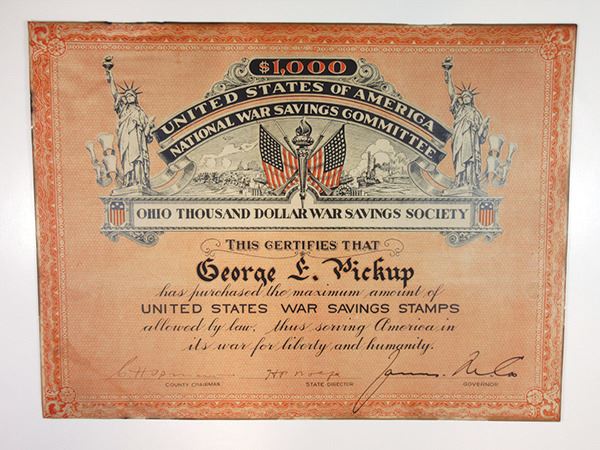 $1,000
UNITED STATES OF AMERICA
NATIONAL WAR SAVINGS COMMITTEE
OHIO THOUSAND DOLLAR WAR SAVINGS SOCIETY
THIS CERTIFIES THAT
George E. Pickup
has purchased the maximum amount of
UNITED STATES WAR SAVINGS STAMPS
allowed by law, thus serving America in
its war for liberty and humanity.
COUNTY CHAIRMAN STATE DIRECTOR GOVERNOR